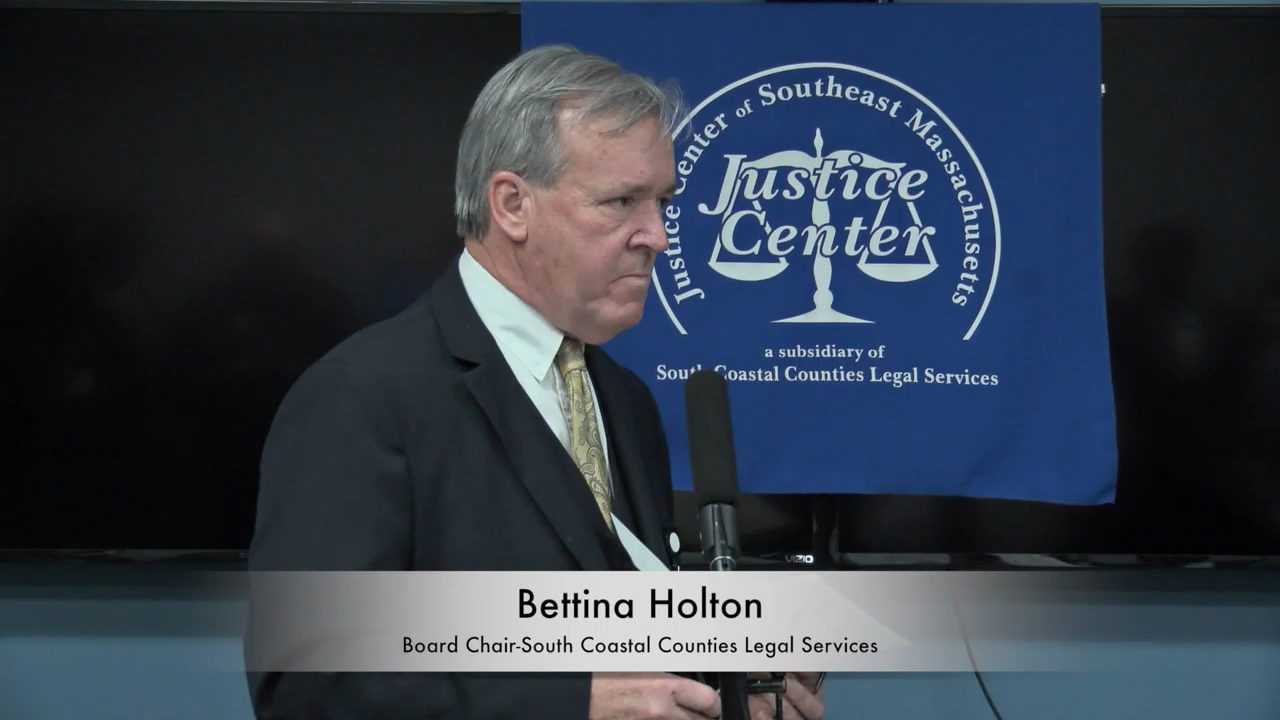 Justice Center of Southeast Massachusetts
Justice
Center
a subsidiary of
South Coastal Counties Legal Services
VIZIO
Bettina Holton
Board Chair-South Coastal Counties Legal Services